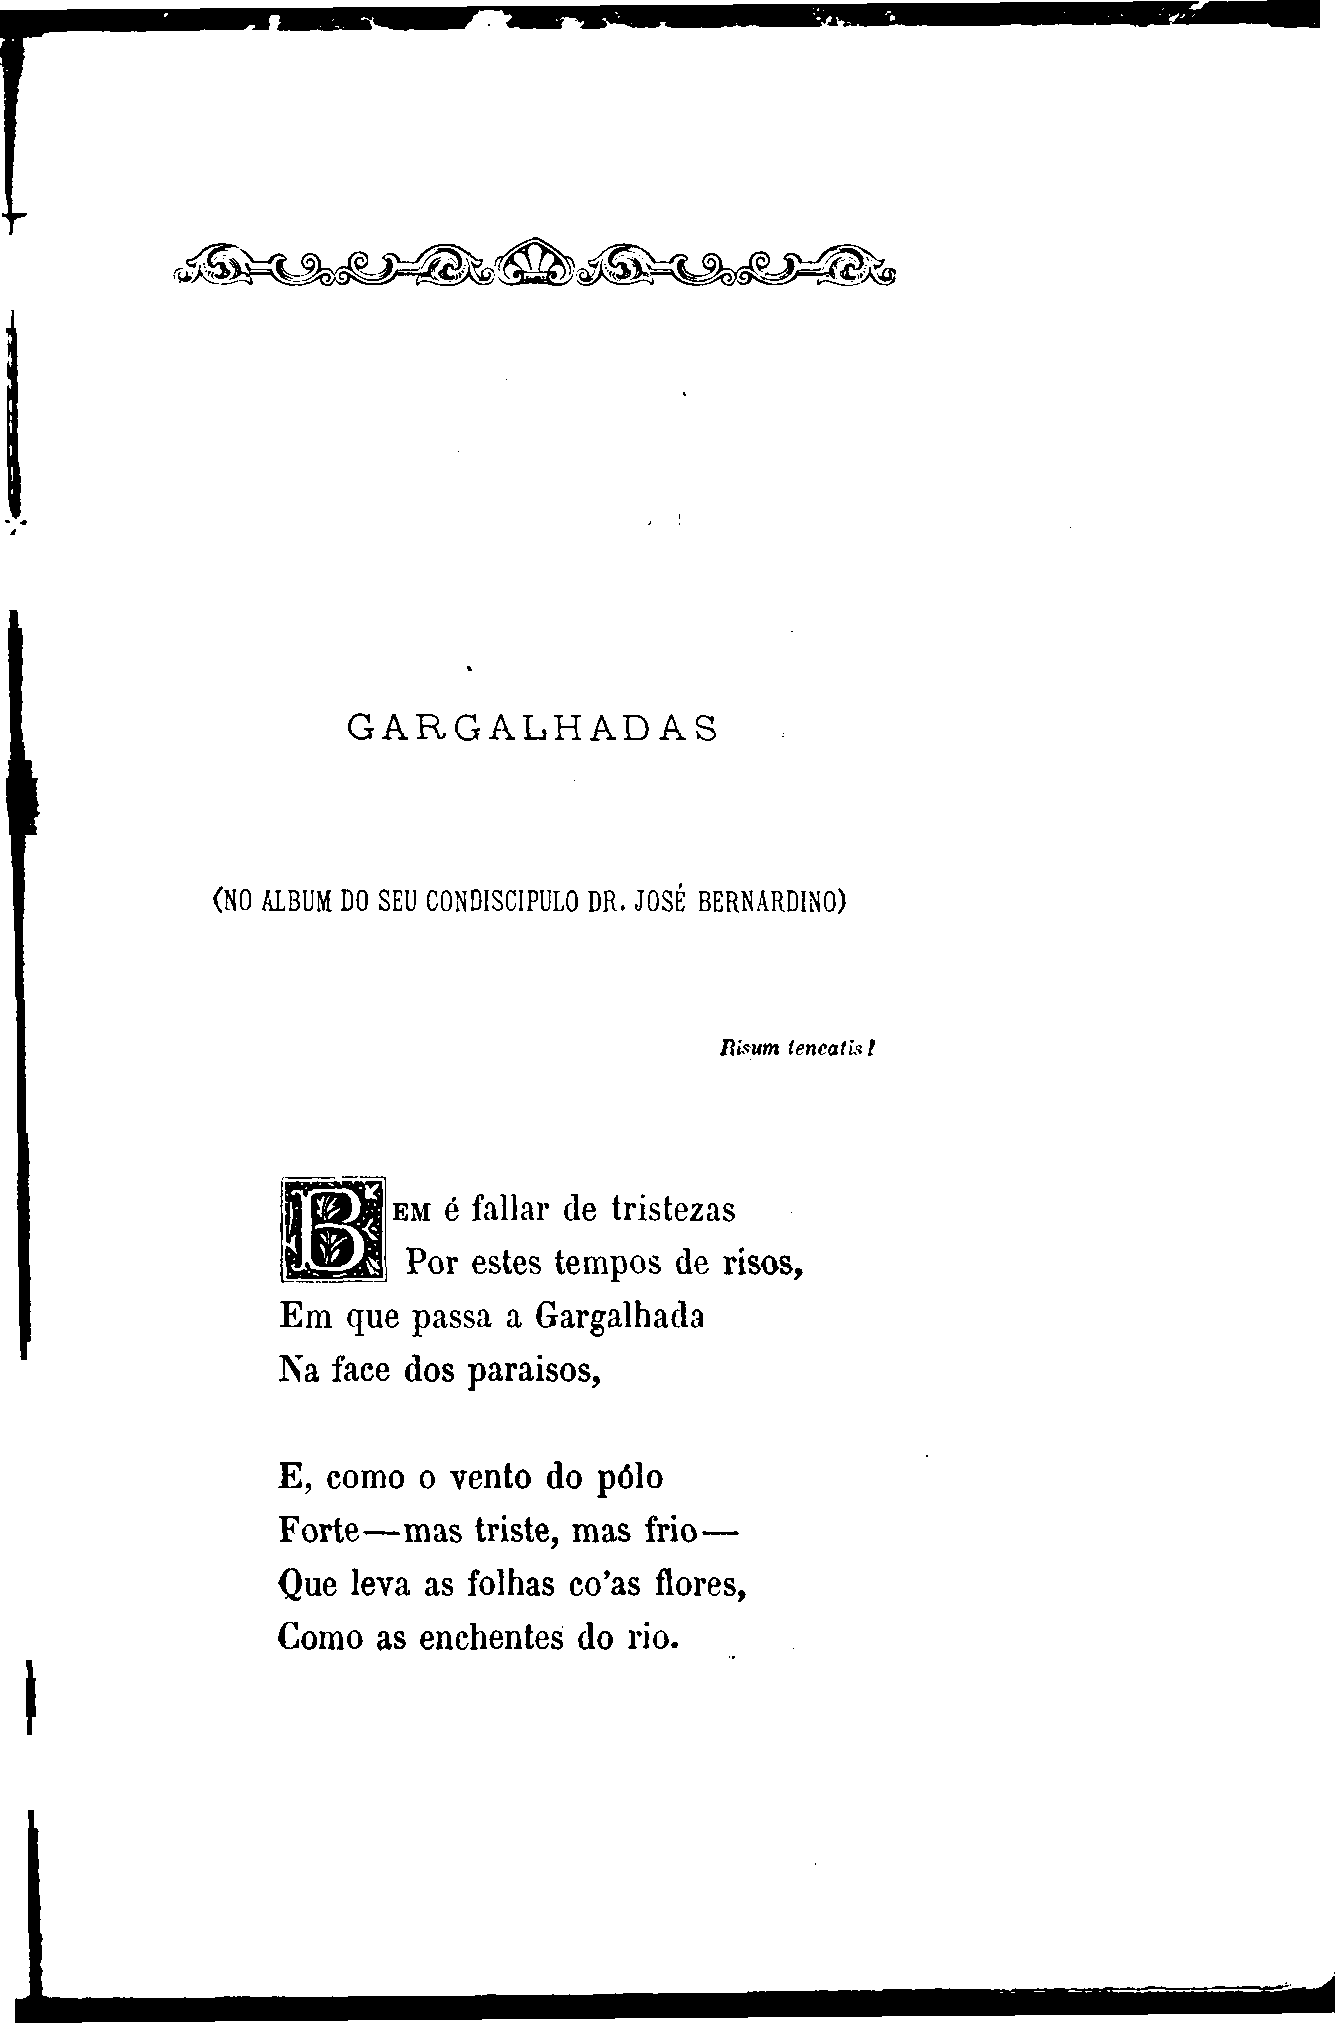 GARGALHADAS
(NO ALBUM DO SEU CONDISCIPULO DR. JOSÉ BERNARDINO)
Risum teneatis!
BEM é fallar de tristezas
Por estes tempos de risos,
Em que passa a Gargalhada
Na face dos paraisos,
E, como o vento do pólo
Forte—mas triste, mas frio—
Que leva as folhas co'as flores,
Como as enchentes do rio.